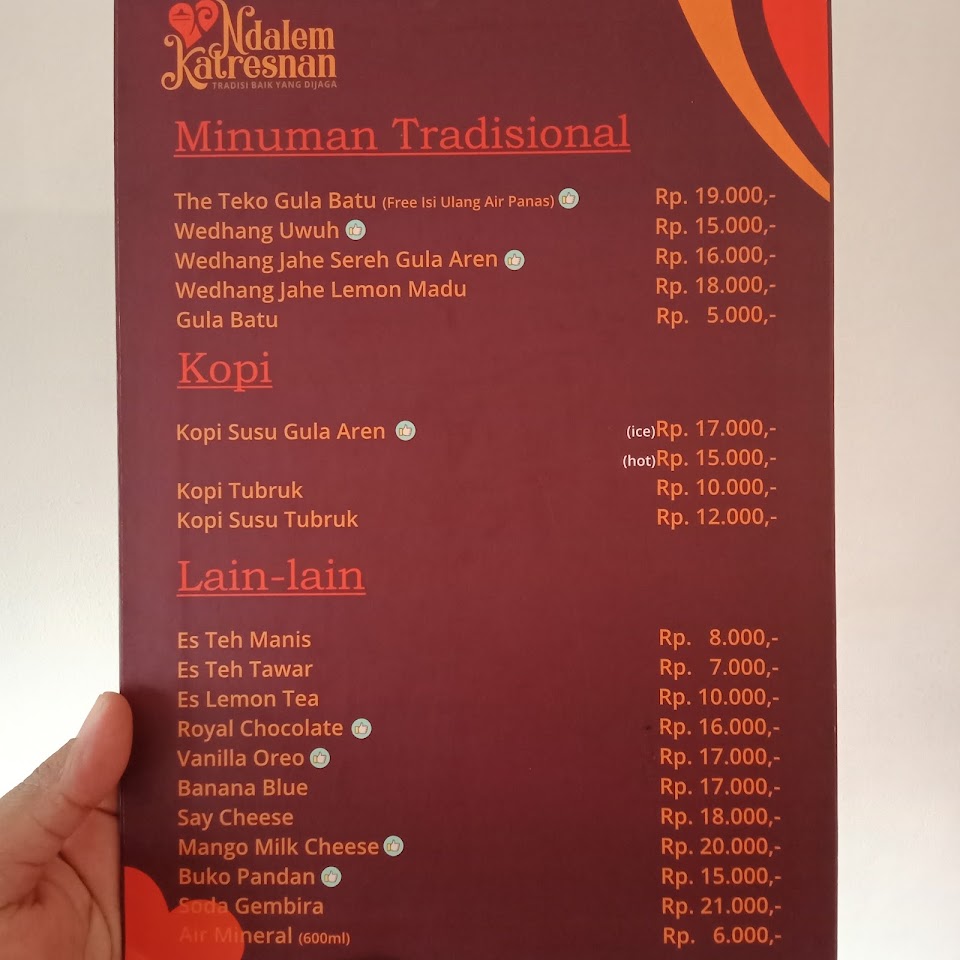 Ndalem
Katresnan
TRADISI BAIK YANG DIJAGA
Minuman Tradisional
The Teko Gula Batu (Free Isi Ulang Air Panas) Rp. 19.000,-
Wedhang Uwuh Rp. 15.000,-
Wedhang Jahe Sereh Gula Aren Rp. 16.000,-
Wedhang Jahe Lemon Madu Rp. 18.000,-
Gula Batu Rp. 5.000,-
Kopi
Kopi Susu Gula Aren (ice)Rp. 17.000,-
(hot)Rp. 15.000,-
Kopi Tubruk Rp. 10.000,-
Kopi Susu Tubruk Rp. 12.000,-
Lain-lain
Es Teh Manis Rp. 8.000,-
Es Teh Tawar Rp. 7.000,-
Es Lemon Tea Rp. 10.000,-
Royal Chocolate Rp. 16.000,-
Vanilla Oreo Rp. 17.000,-
Banana Blue Rp. 17.000,-
Say Cheese Rp. 18.000,-
Mango Milk Cheese Rp. 20.000,-
Buko Pandan Rp. 15.000,-
Soda Gembira Rp. 21.000,-
Air Mineral (600ml) Rp. 6.000,-